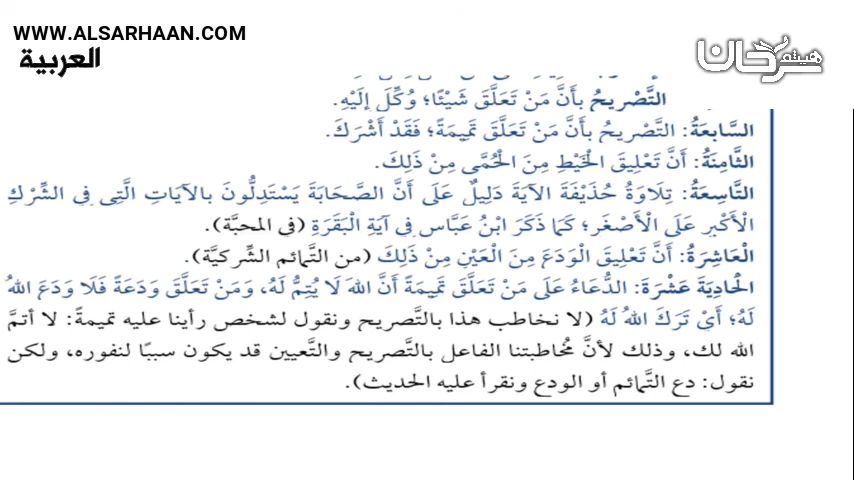 WWW.ALSARHAAN.COM
العربية
هيثم سرحان
التَّصْرِيحُ بِأَنَّ مَنْ تَعَلَّقَ شَيْئًا؛ وُكِّلَ إِلَيْهِ.
السَّابِعَةُ: التَّصْرِيحُ بِأَنَّ مَنْ تَعَلَّقَ تَمِيمَةً؛ فَقَدْ أَشْرَكَ.
الثَّامِنَةُ: أَنَّ تَعْلِيقَ الْخَيْطِ مِنَ الْحُمَّى مِنْ ذَلِكَ.
التَّاسِعَةُ: تِلَاوَةُ حُذَيْفَةَ الآيَةَ دَلِيلٌ عَلَى أَنَّ الصَّحَابَةَ يَسْتَدِلُّونَ بِالآيَاتِ الَّتِي فِي الشِّرْكِ
الْأَكْبَرِ عَلَى الْأَصْغَرِ؛ كَمَا ذَكَرَ ابْنُ عَبَّاسٍ فِي آيَةِ الْبَقَرَةِ (في المحبَّة).
الْعَاشِرَةُ: أَنَّ تَعْلِيقَ الْوَدَعِ مِنَ الْعَيْنِ مِنْ ذَلِكَ (من التَّمائم الشِّركيَّة).
الْحَادِيَةَ عَشْرَةَ: الدُّعَاءُ عَلَى مَنْ تَعَلَّقَ تَمِيمَةً أَنَّ اللهَ لَا يُتِمُّ لَهُ، وَمَنْ تَعَلَّقَ وَدَعَةً فَلَا وَدَعَ اللهُ
لَهُ؛ أَيْ تَرَكَ اللهُ لَهُ (لا نخاطب هذا بالتَّصريح ونقول لشخص رأينا عليه تميمةً: لا أتمَّ
الله لك، وذلك لأنَّ مُخاطبتنا الفاعل بالتَّصريح والتَّعيين قد يكون سببًا لنفوره، ولكن
نقول: دع التَّمائم أو الودع ونقرأ عليه الحديث).